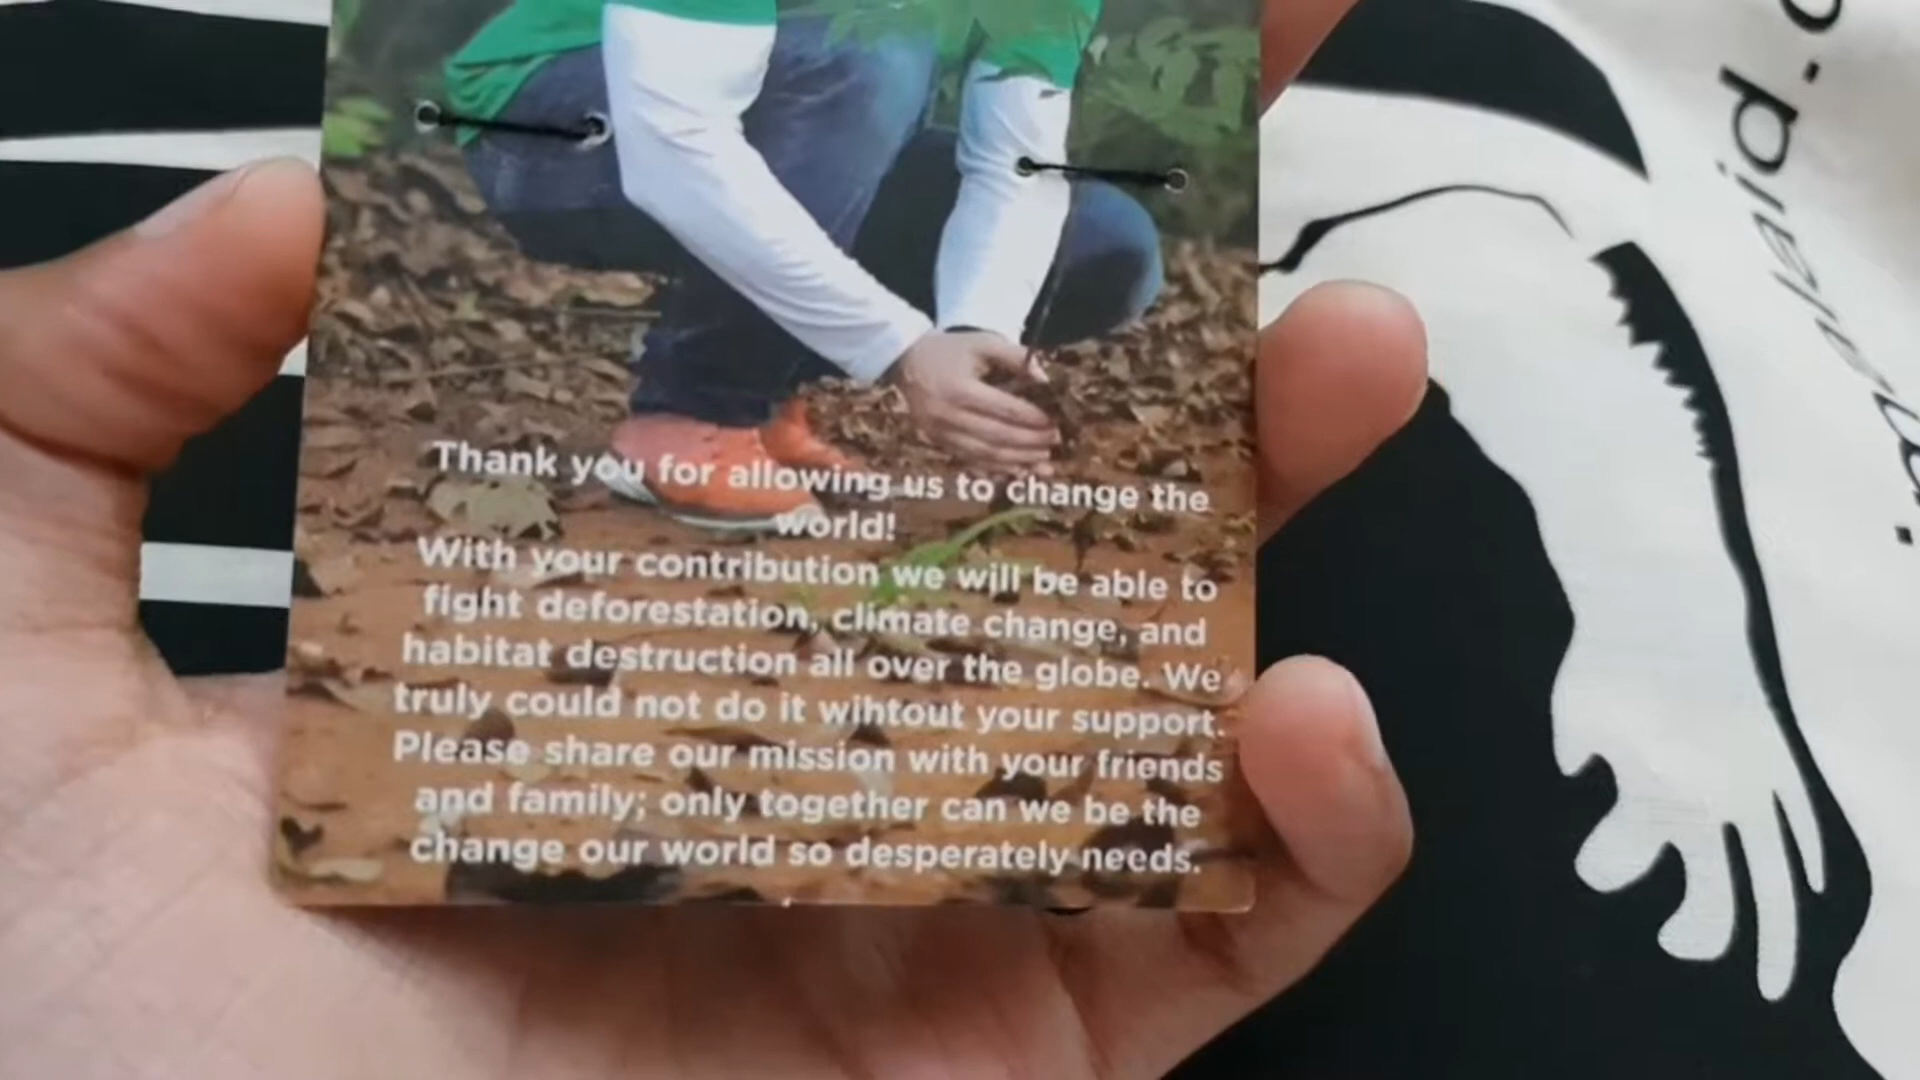 Thank you for allowing us to change the
world!
With your contribution we will be able to
fight deforestation, climate change, and
habitat destruction all over the globe. We
truly could not do it wihtout your support.
Please share our mission with your friends
and family; only together can we be the
change our world so desperately needs.